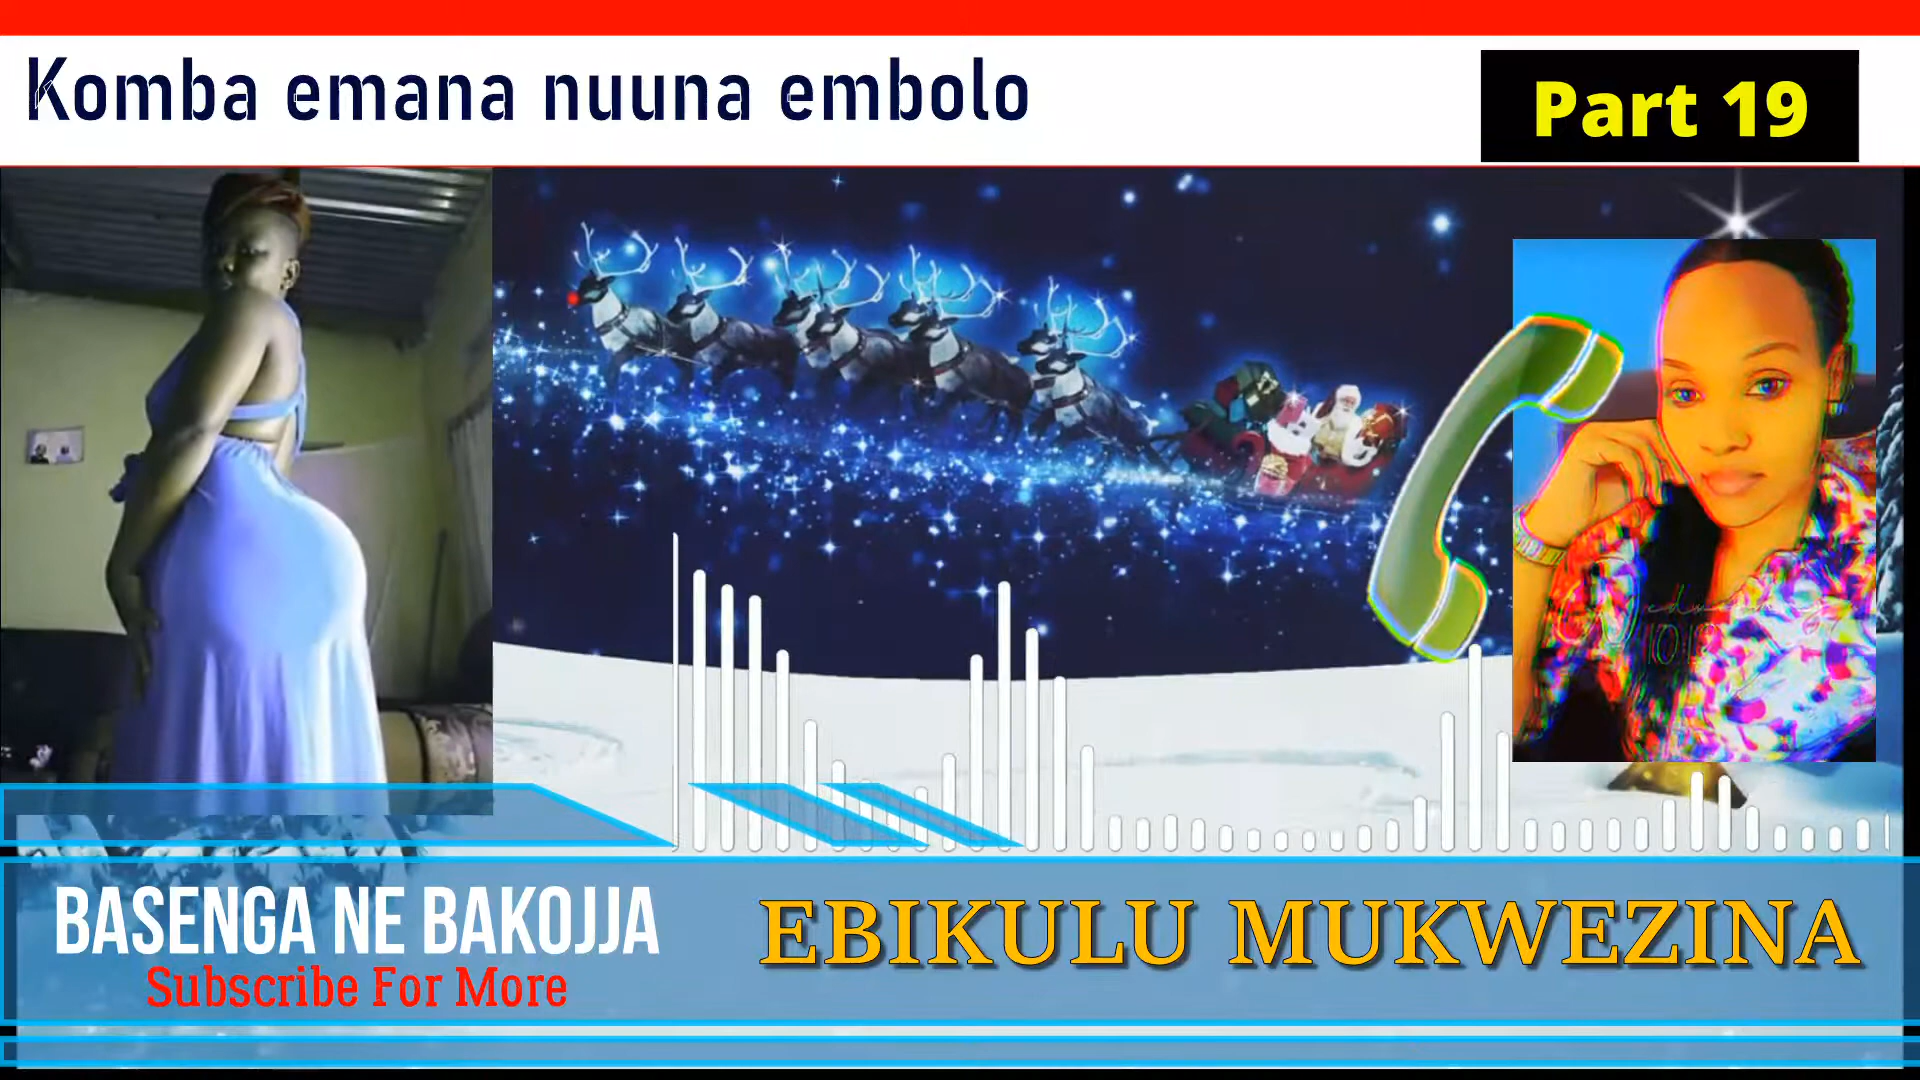 Komba emana nuuna embolo
Part 19
BASENGA NE BAKOJJA
Subscribe For More
EBIKULU MUKWEZINA